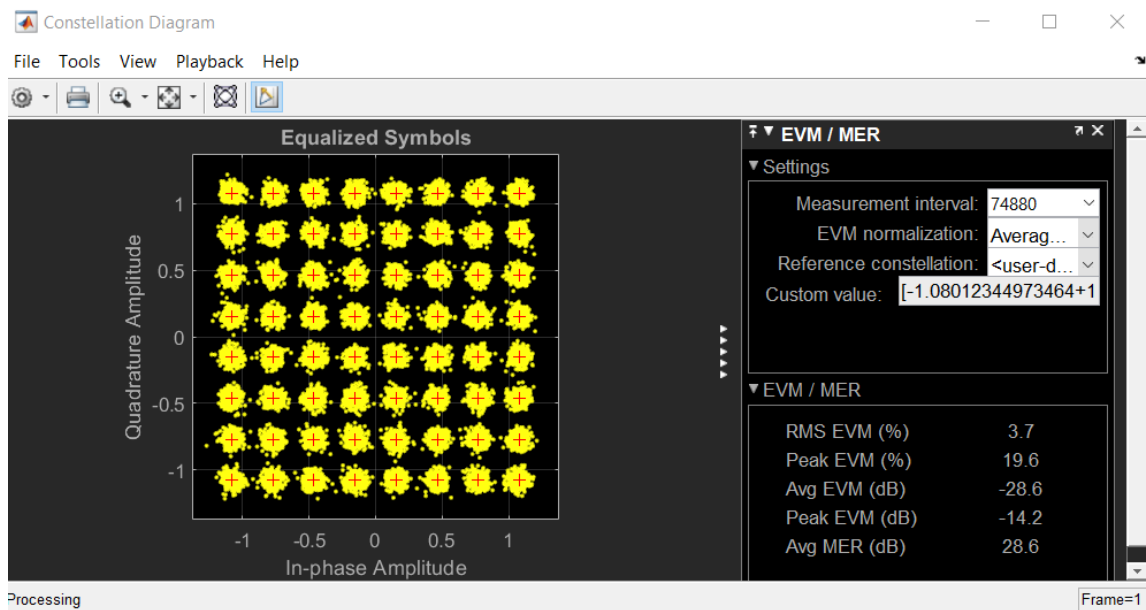 Constellation Diagram
File Tools View Playback Help
Equalized Symbols
Quadrature Amplitude
1
0.5
0
-0.5
-1
-1 -0.5 0 0.5 1
In-phase Amplitude
EVM / MER
Settings
Measurement interval: 74880
EVM normalization: Averag...
Reference constellation: <user-d...
Custom value: [-1.08012344973464+1
EVM / MER
RMS EVM (%) 3.7
Peak EVM (%) 19.6
Avg EVM (dB) -28.6
Peak EVM (dB) -14.2
Avg MER (dB) 28.6
Processing Frame=1